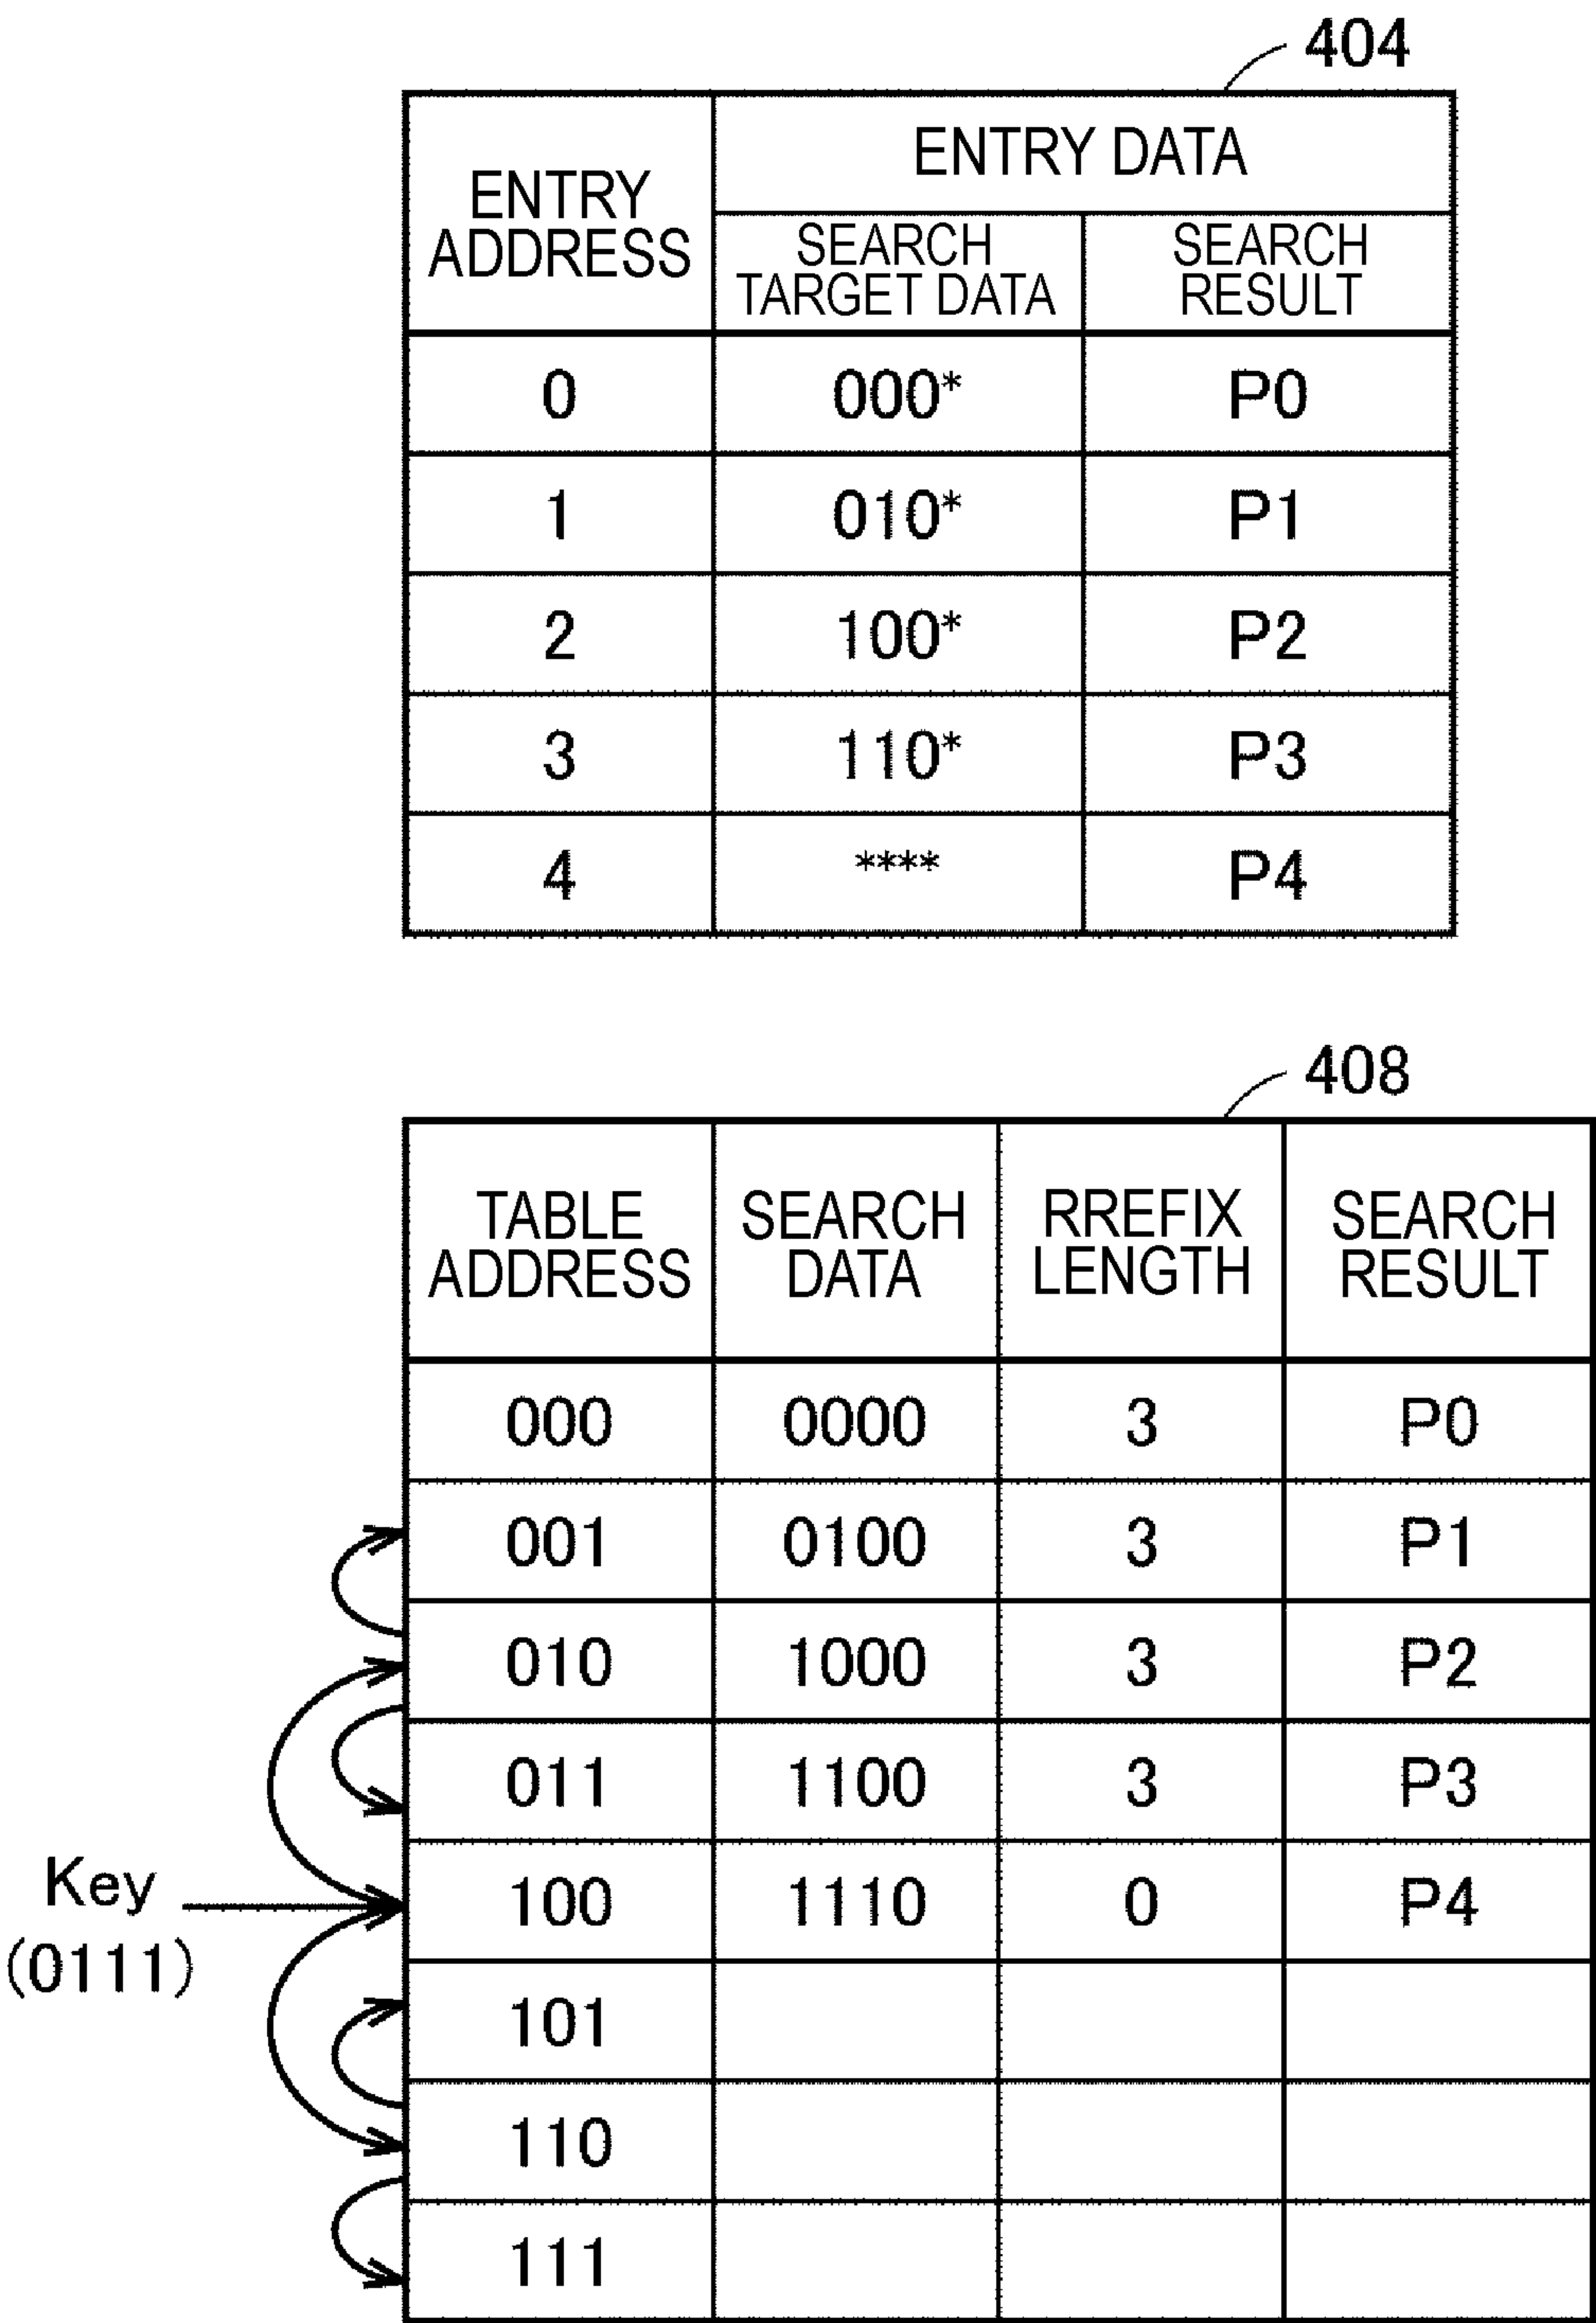 404
ENTRY ADDRESS ENTRY DATA
SEARCH TARGET DATA SEARCH RESULT
0 000* P0
1 010* P1
2 100* P2
3 110* P3
4 **** P4
408
TABLE ADDRESS SEARCH DATA RREFIX LENGTH SEARCH RESULT
000 0000 3 P0
001 0100 3 P1
010 1000 3 P2
011 1100 3 P3
Key 100 1110 0 P4
(0111)
101
110
111